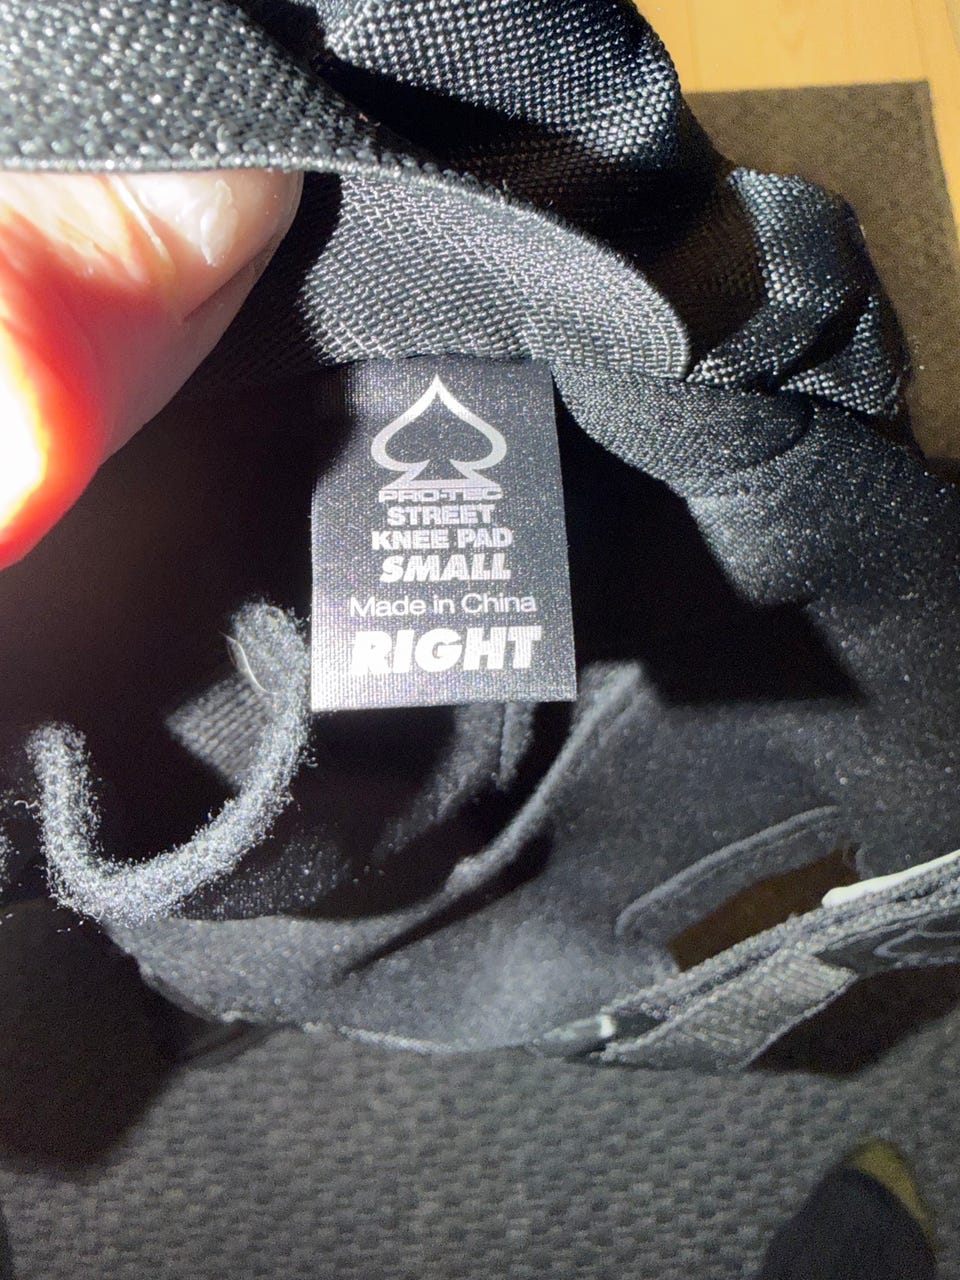 PRO-TEC
STREET
KNEE PAD
SMALL
Made in China
RIGHT